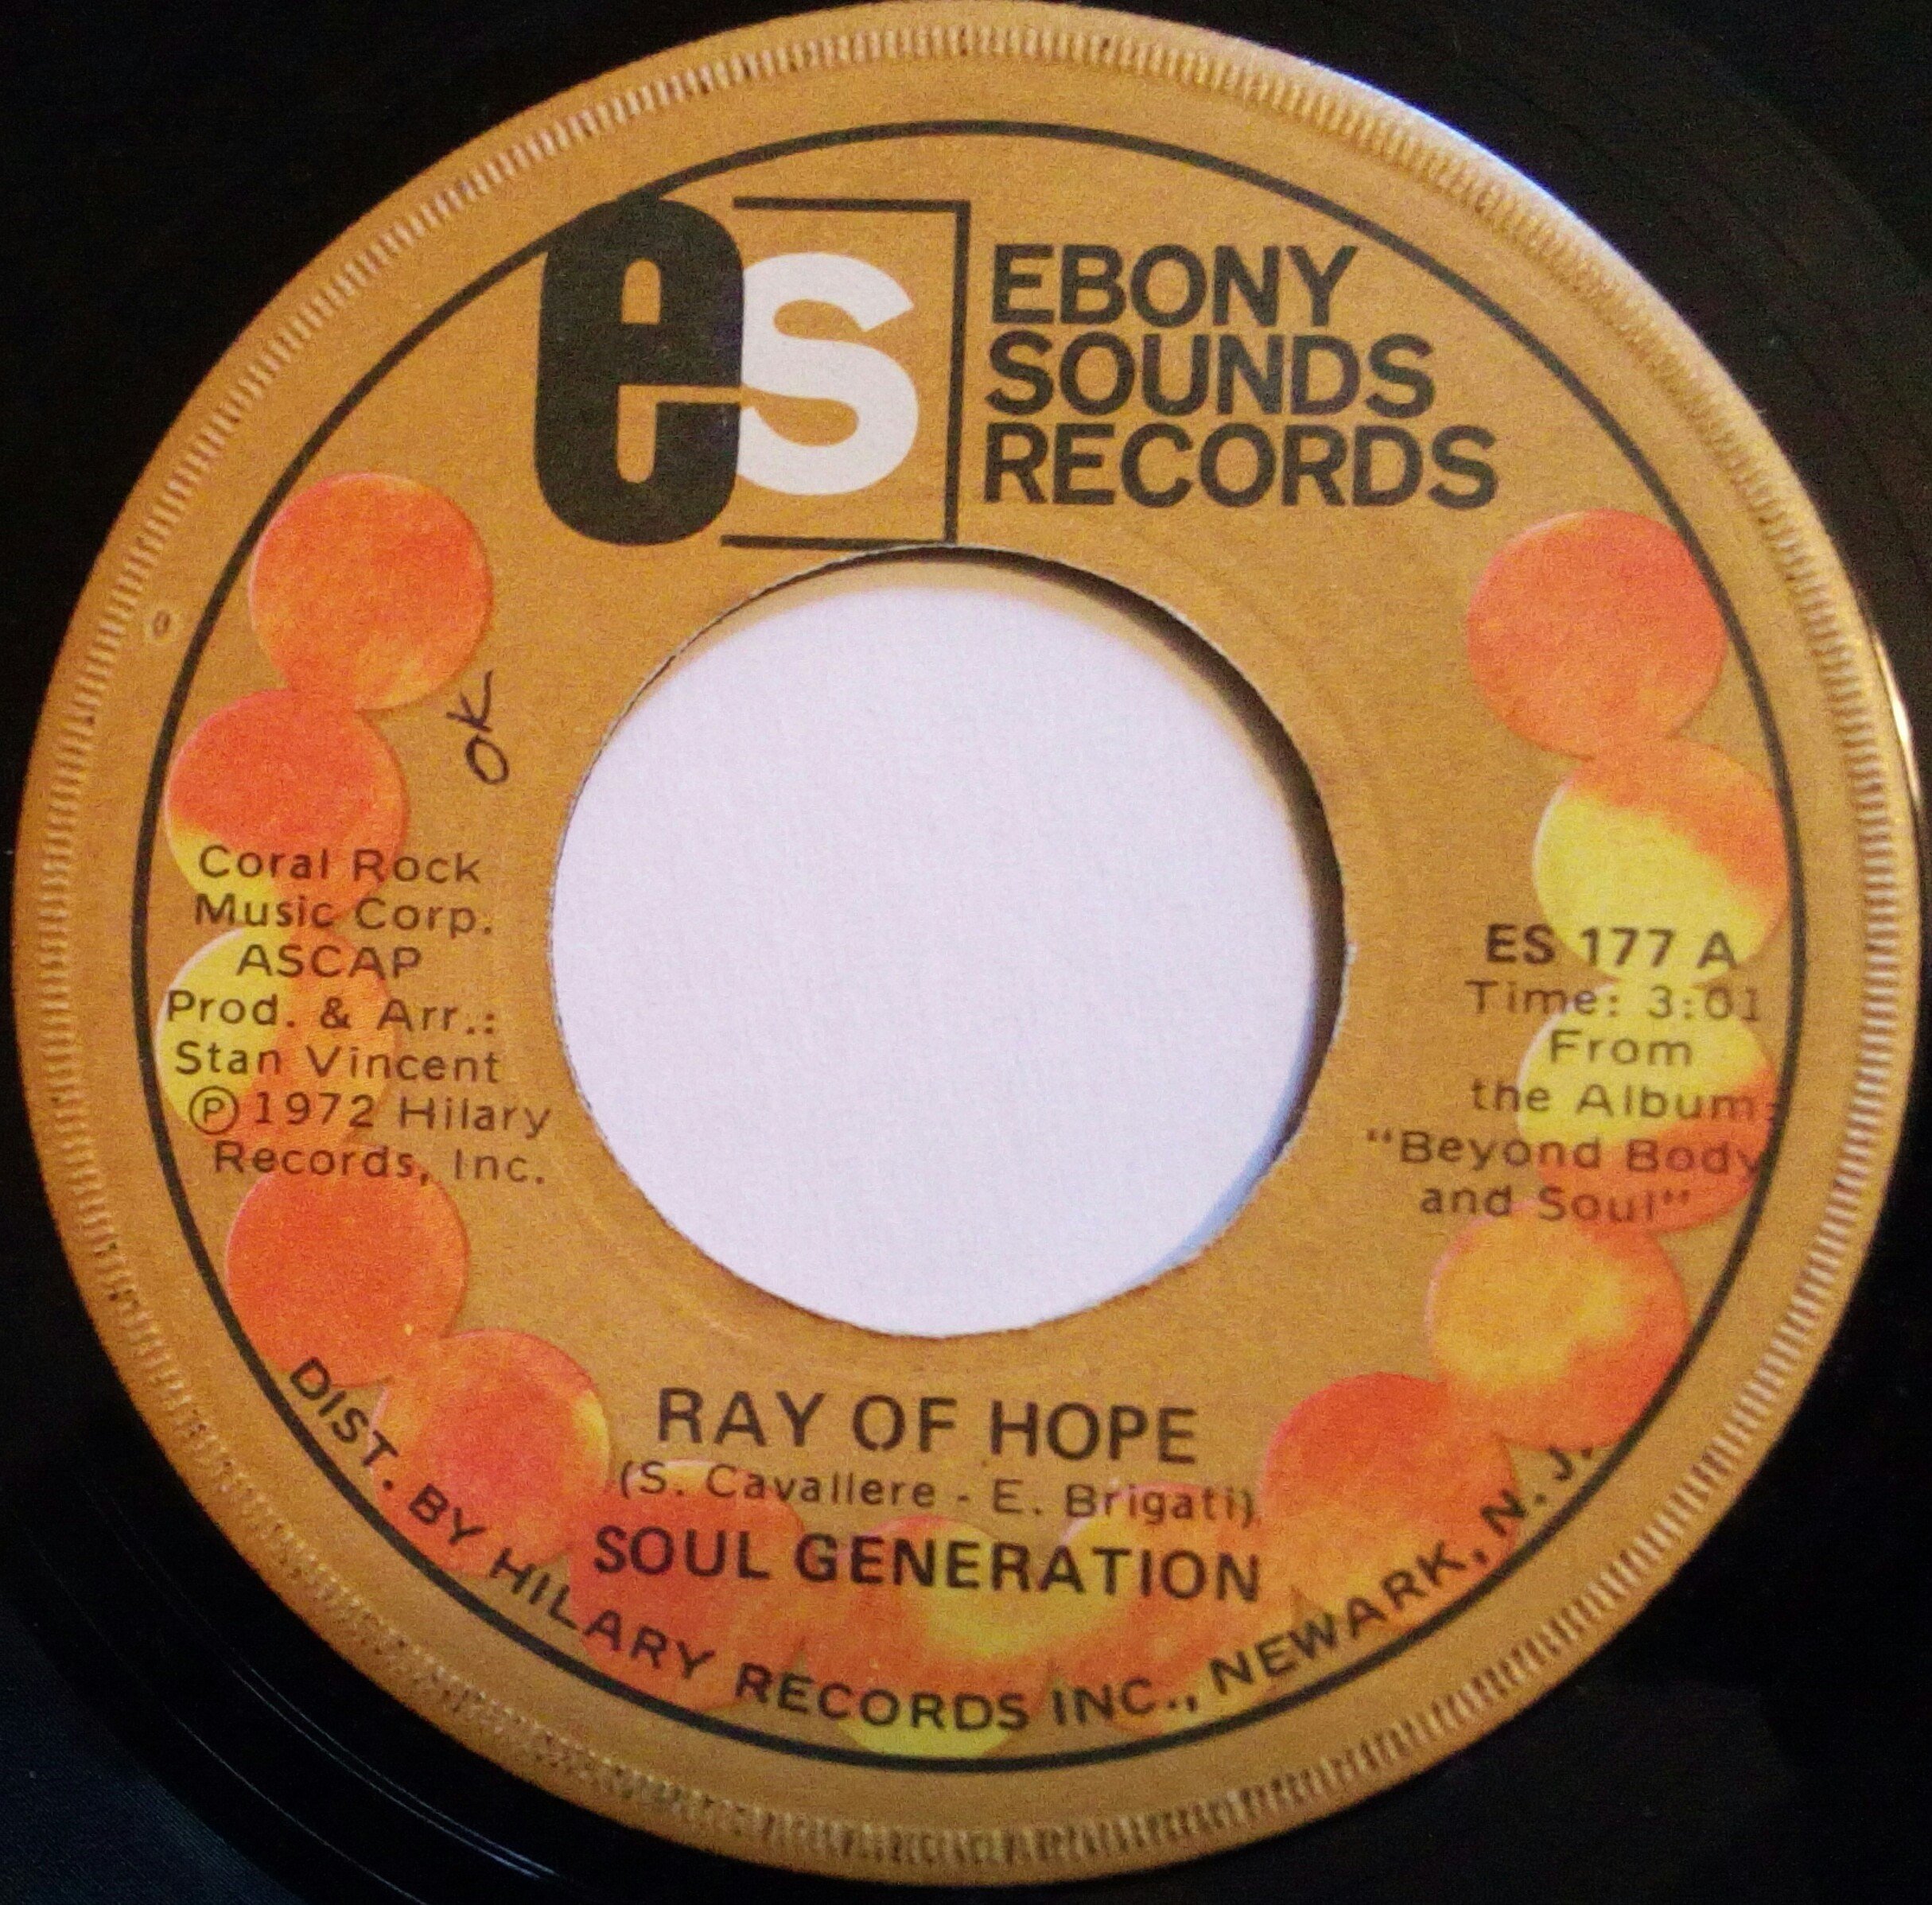 es
EBONY
SOUNDS
RECORDS
OK
Coral Rock
Music Corp.
ASCAP
Prod. & Arr.:
Stan Vincent
Ⓟ 1972 Hilary
Records, Inc.
ES 177 A
Time: 3:01
From
the Album:
"Beyond Body
and Soul"
RAY OF HOPE
(S. Cavallere - E. Brigati)
SOUL GENERATION
DIST. BY HILARY RECORDS INC., NEWARK, N. J.